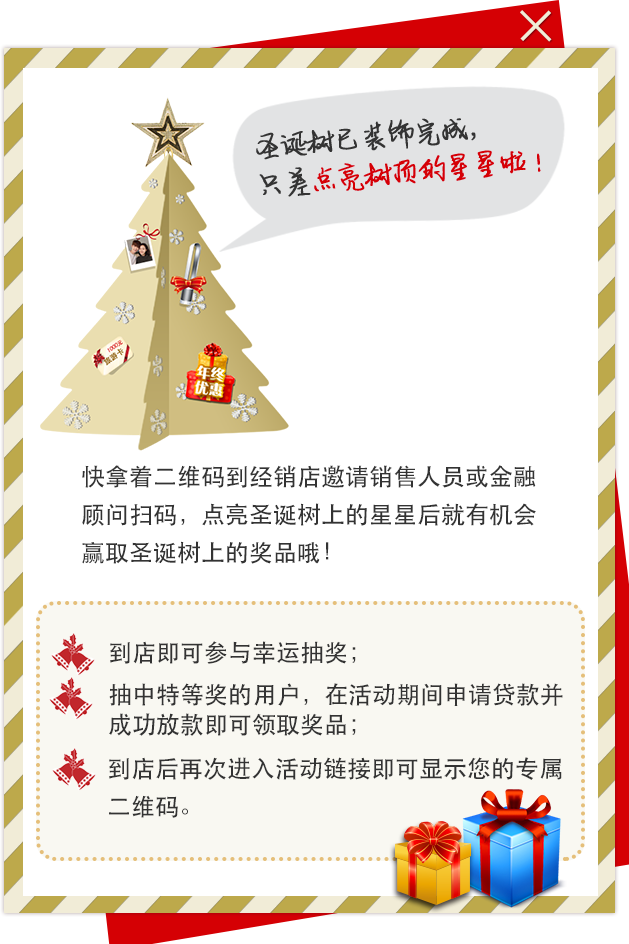 圣诞树已装饰完成，
只差点亮树顶的星星啦！
1000元
旅游卡
年终
优惠
快拿着二维码到经销店邀请销售人员或金融
顾问扫码，点亮圣诞树上的星星后就有机会
赢取圣诞树上的奖品哦！
到店即可参与幸运抽奖；
抽中特等奖的用户，在活动期间申请贷款并
成功放款即可领取奖品；
到店后再次进入活动链接即可显示您的专属
二维码。